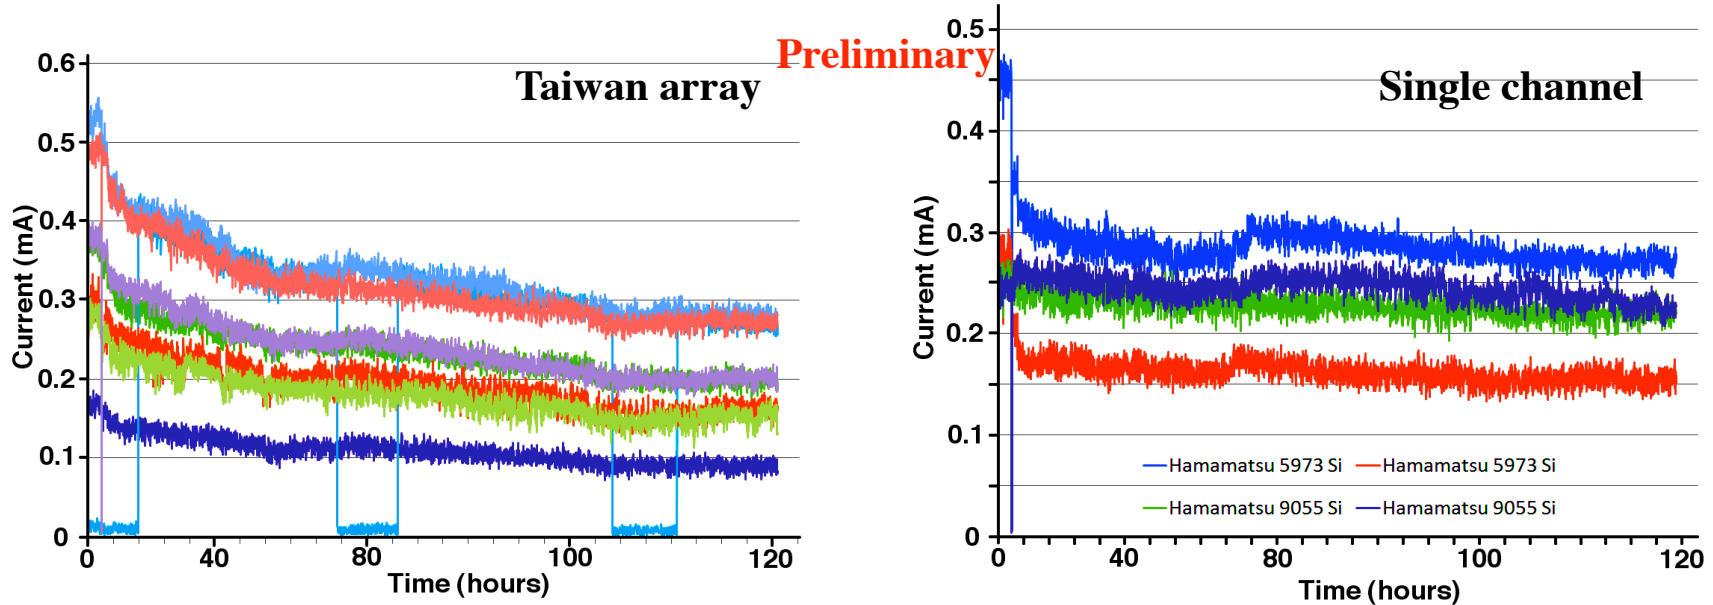 Preliminary
Taiwan array
Current (mA)
0.6
0.5
0.4
0.3
0.2
0.1
0
0 40 80 100 120
Time (hours)
Single channel
Current (mA)
0.5
0.4
0.3
0.2
0.1
0
Hamamatsu 5973 Si Hamamatsu 5973 Si
Hamamatsu 9055 Si Hamamatsu 9055 Si
0 40 80 100 120
Time (hours)